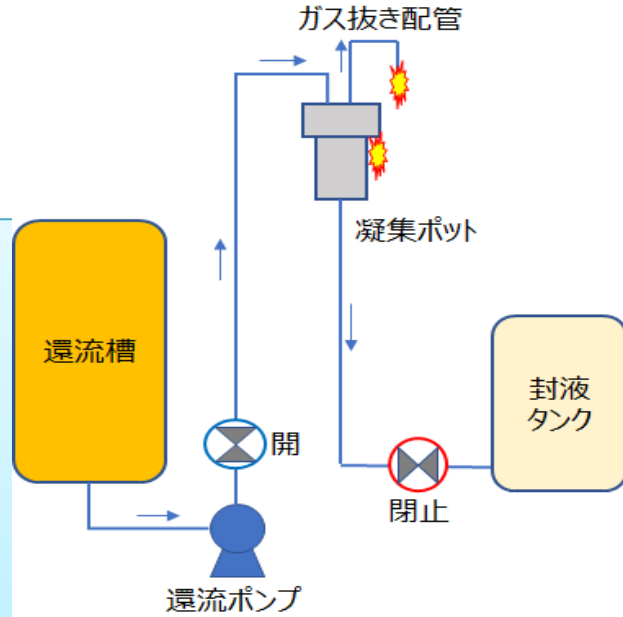 ガス抜き配管
凝集ポット
還流槽
封液
タンク
開
閉止
還流ポンプ